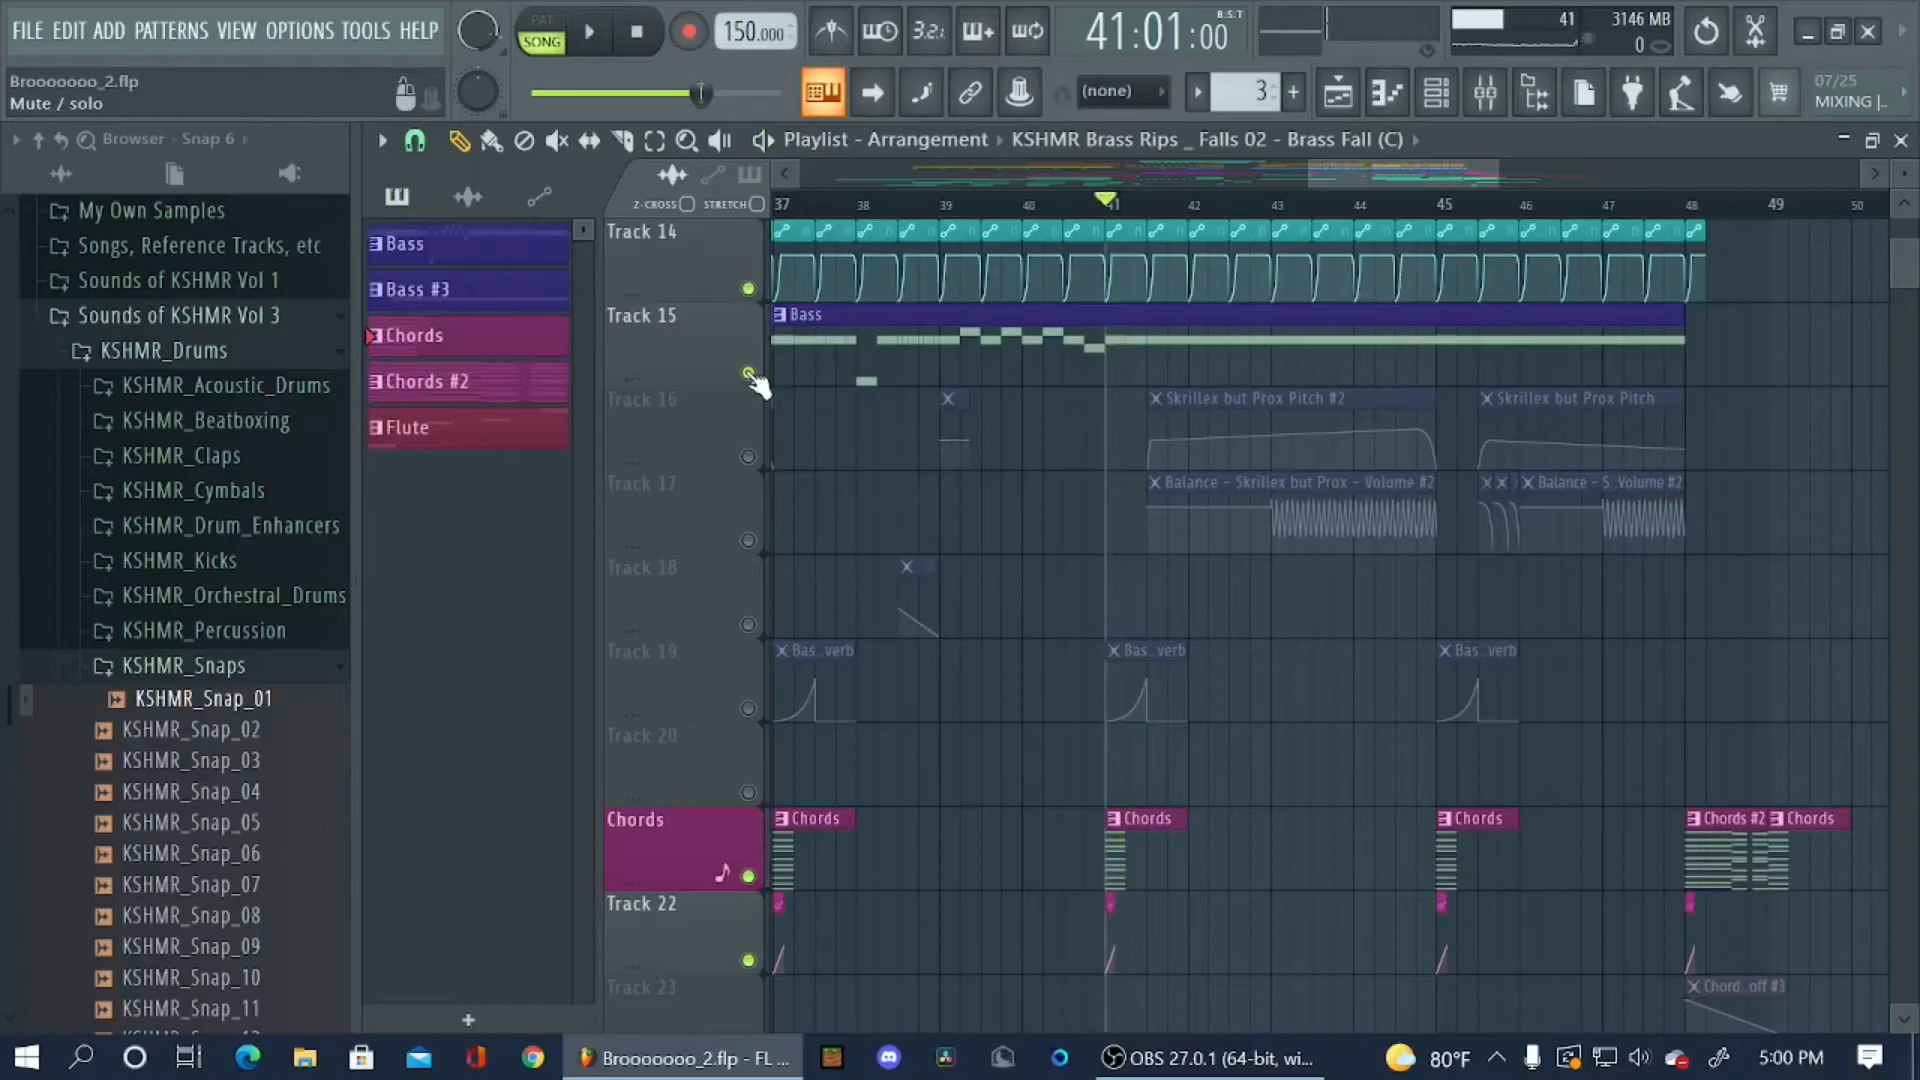 FILE EDIT ADD PATTERNS VIEW OPTIONS TOOLS HELP
PAT
SONG
150.000
3.2.1
41:01:00
B:S:T
41
3146 MB
0
Brooooooo_2.flp
Mute / solo
(none)
3
07/25
MIXING |..
Browser - Snap 6
Playlist - Arrangement › KSHMR Brass Rips _ Falls 02 - Brass Fall (C) ›
My Own Samples
Songs, Reference Tracks, etc
Sounds of KSHMR Vol 1
Sounds of KSHMR Vol 3
KSHMR_Drums
KSHMR_Acoustic_Drums
KSHMR_Beatboxing
KSHMR_Claps
KSHMR_Cymbals
KSHMR_Drum_Enhancers
KSHMR_Kicks
KSHMR_Orchestral_Drums
KSHMR_Percussion
KSHMR_Snaps
KSHMR_Snap_01
KSHMR_Snap_02
KSHMR_Snap_03
KSHMR_Snap_04
KSHMR_Snap_05
KSHMR_Snap_06
KSHMR_Snap_07
KSHMR_Snap_08
KSHMR_Snap_09
KSHMR_Snap_10
KSHMR_Snap_11
Bass
Bass #3
Chords
Chords #2
Flute
Z-CROSS
STRETCH
37 38 39 40 41 42 43 44 45 46 47 48 49 50
Track 14
Track 15
Bass
Track 16
Skrillex but Prox Pitch #2
Skrillex but Prox Pitch
Track 17
Balance - Skrillex but Prox - Volume #2
Balance - S..Volume #2
Track 18
Track 19
Bas..verb
Bas..verb
Bas..verb
Track 20
Chords
Chords
Chords
Chords
Chords #2
Chords
Track 22
Track 23
Chord..off #3
Brooooooo_2.flp - FL ...
OBS 27.0.1 (64-bit, wi...
80°F
5:00 PM